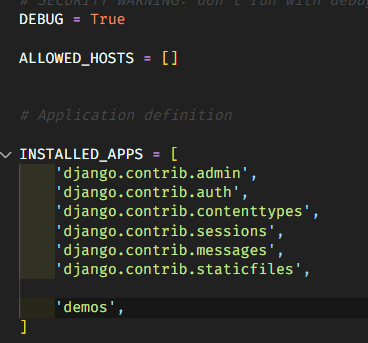 # SECURITY WARNING: don't run with debug
DEBUG = True
ALLOWED_HOSTS = []
# Application definition
INSTALLED_APPS = [
'django.contrib.admin',
'django.contrib.auth',
'django.contrib.contenttypes',
'django.contrib.sessions',
'django.contrib.messages',
'django.contrib.staticfiles',
'demos',
]